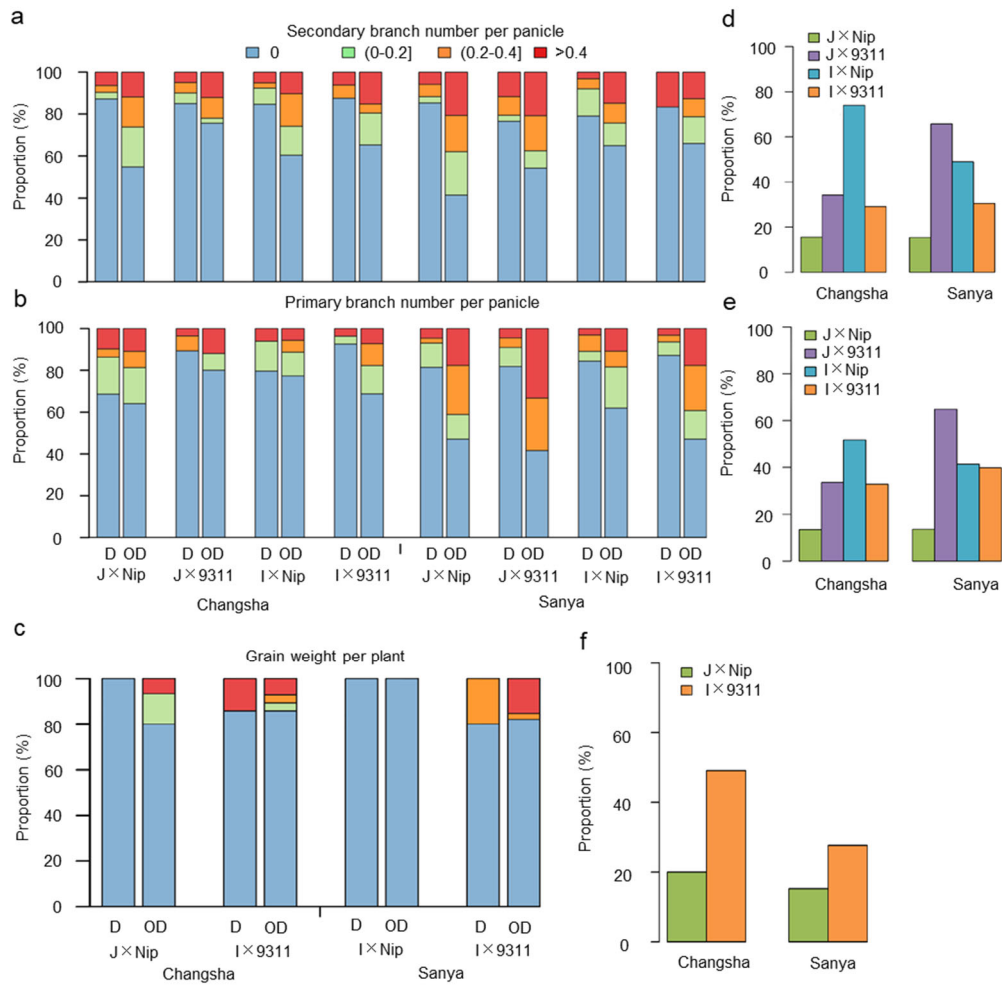 a
Secondary branch number per panicle
0 (0-0.2] (0.2-0.4] >0.4
Proportion (%)
100
80
60
40
20
0
b
Primary branch number per panicle
Proportion (%)
100
80
60
40
20
0
D OD D OD D OD D OD D OD D OD D OD D OD
J×Nip J×9311 I×Nip I×9311 J×Nip J×9311 I×Nip I×9311
Changsha Sanya
c
Grain weight per plant
Proportion (%)
100
80
60
40
20
0
D OD D OD D OD D OD
J×Nip I×9311 I×Nip I×9311
Changsha Sanya
d
J×Nip
J×9311
I×Nip
I×9311
Proportion (%)
100
80
60
40
20
0
Changsha Sanya
e
J×Nip
J×9311
I×Nip
I×9311
Proportion (%)
100
80
60
40
20
0
Changsha Sanya
f
J×Nip
I×9311
Proportion (%)
100
80
60
40
20
0
Changsha Sanya